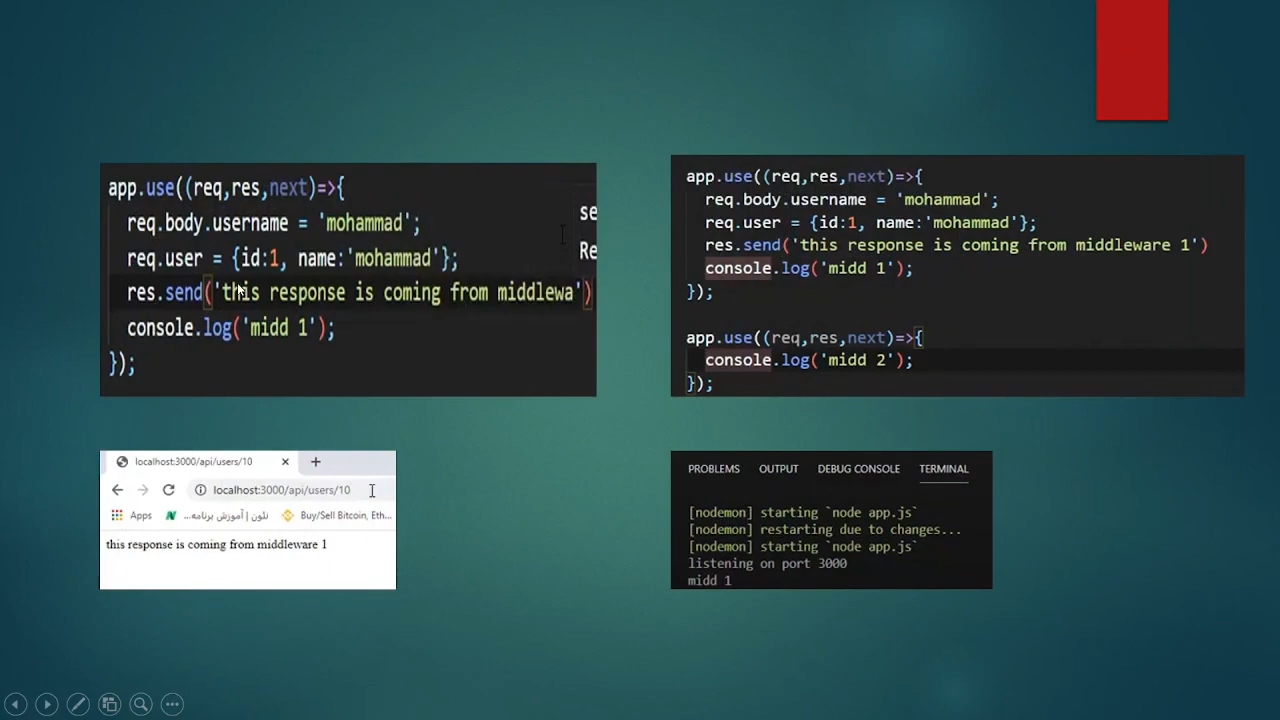 app.use((req,res,next)=>{
req.body.username = 'mohammad';
req.user = {id:1, name:'mohammad'};
res.send('this response is coming from middlewa')
console.log('midd 1');
});
se
Re
app.use((req,res,next)=>{
req.body.username = 'mohammad';
req.user = {id:1, name:'mohammad'};
res.send('this response is coming from middleware 1')
console.log('midd 1');
});
app.use((req,res,next)=>{
console.log('midd 2');
});
localhost:3000/api/users/10
localhost:3000/api/users/10
Apps نئون | آموزش برنامه... Buy/Sell Bitcoin, Eth...
this response is coming from middleware 1
PROBLEMS OUTPUT DEBUG CONSOLE TERMINAL
[nodemon] starting `node app.js`
[nodemon] restarting due to changes...
[nodemon] starting `node app.js`
listening on port 3000
midd 1